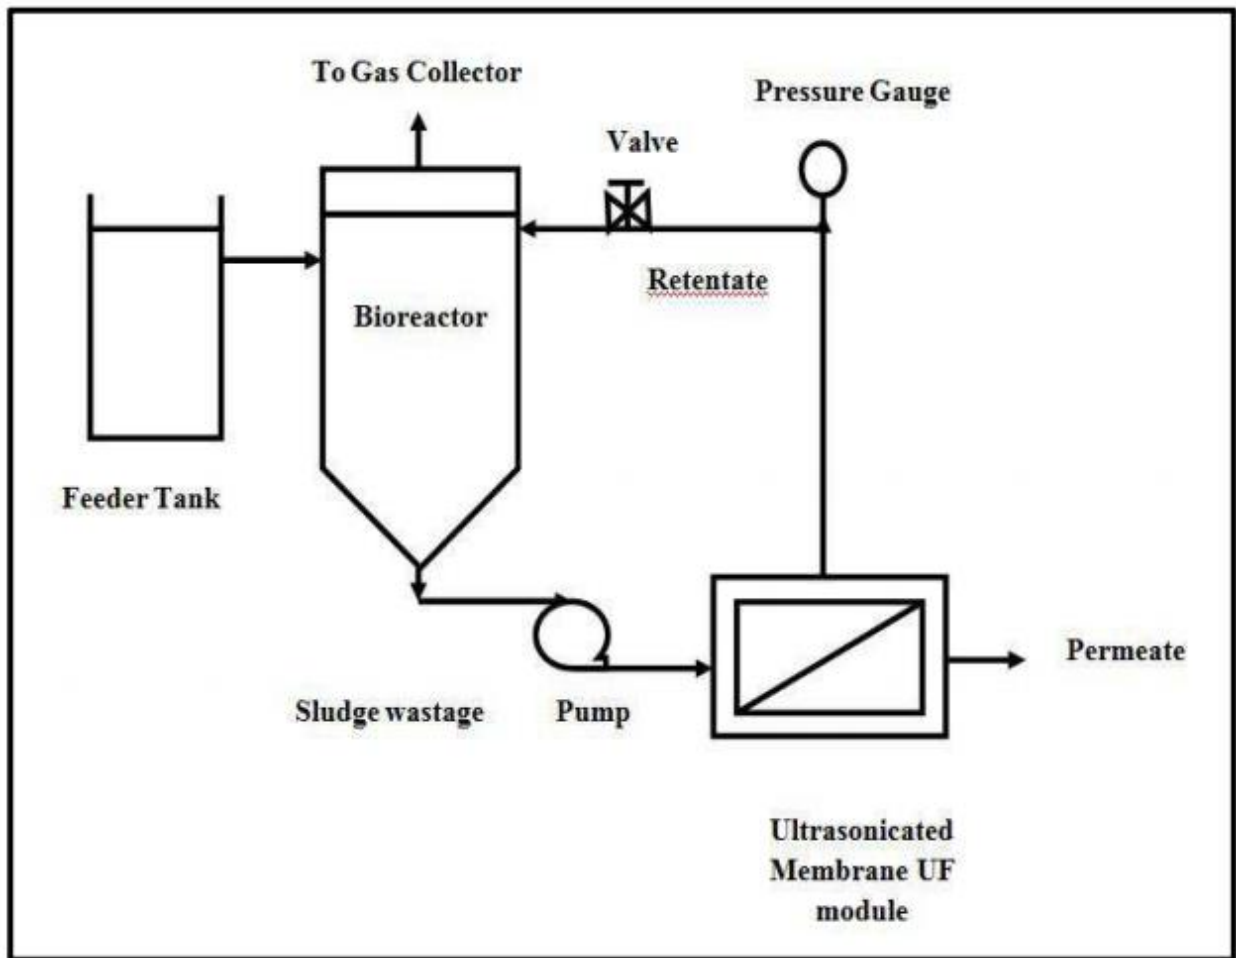 To Gas Collector
Pressure Gauge
Valve
Retentate
Bioreactor
Feeder Tank
Permeate
Sludge wastage
Pump
Ultrasonicated
Membrane UF
module